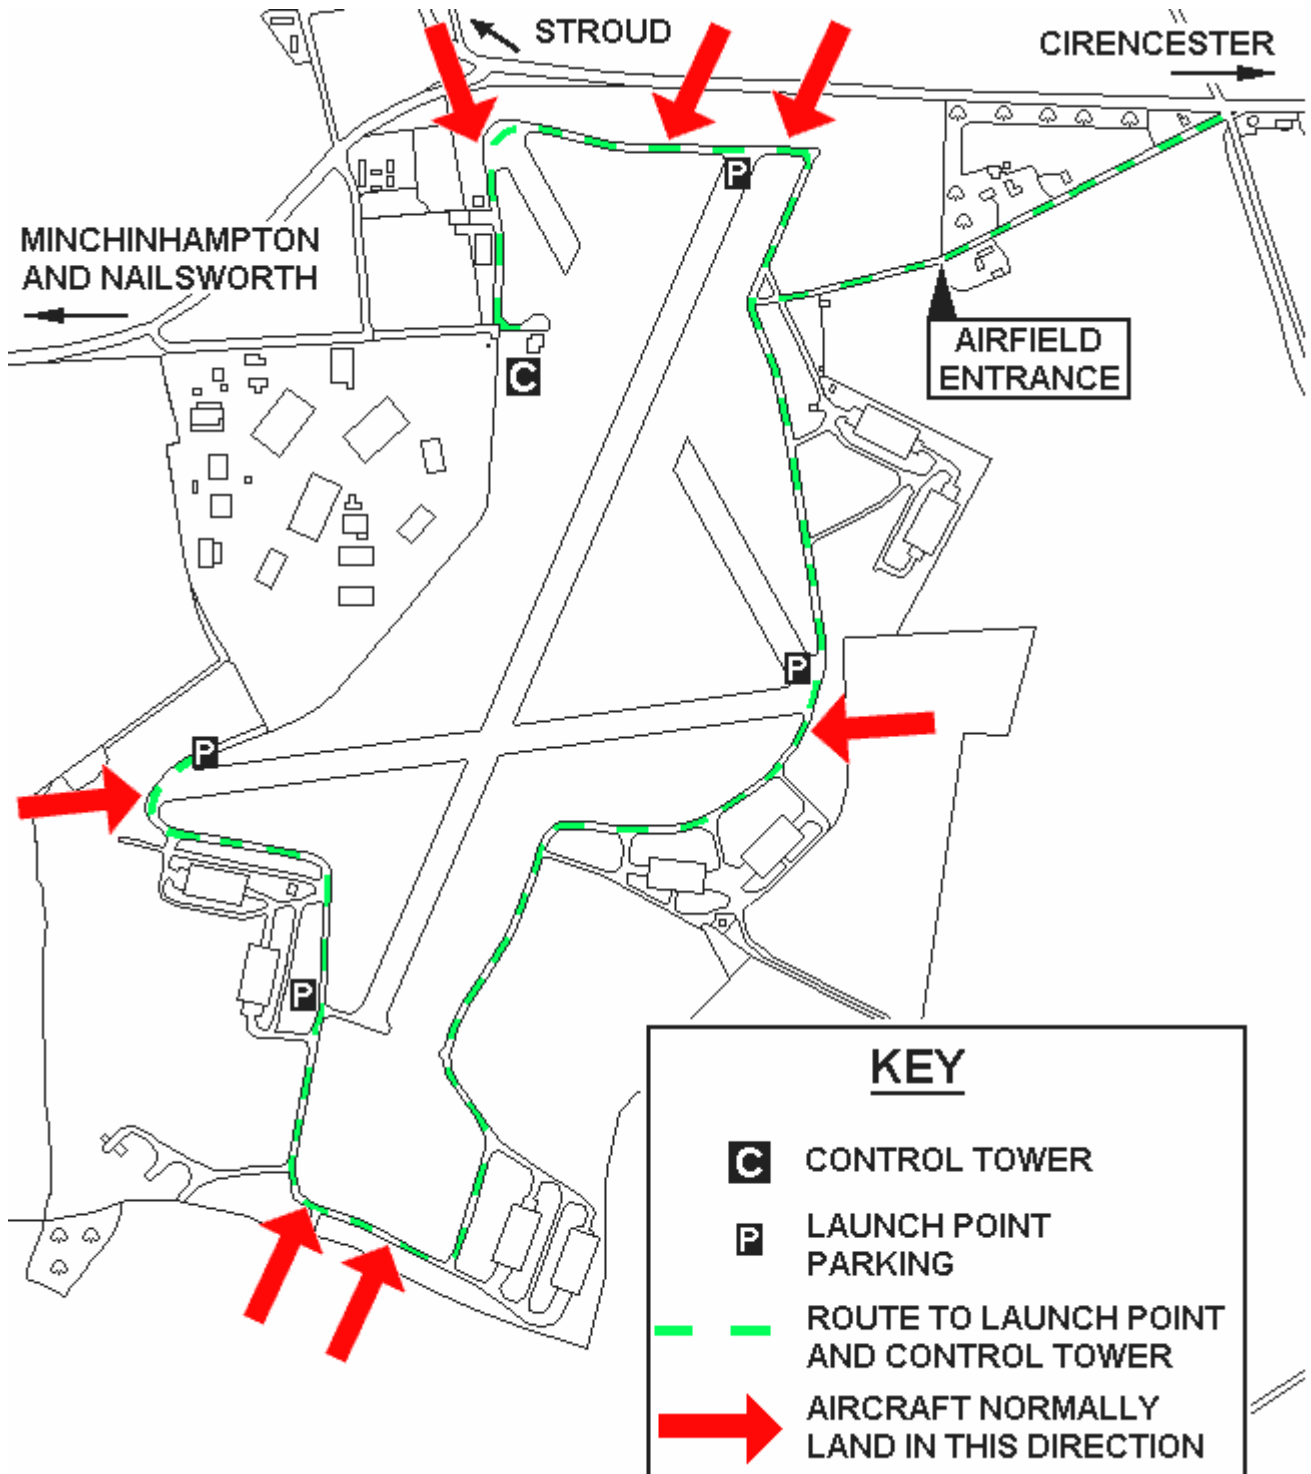 STROUD
CIRENCESTER
MINCHINHAMPTON
AND NAILSWORTH
P
C
AIRFIELD
ENTRANCE
P
P
P
KEY
C CONTROL TOWER
P LAUNCH POINT
PARKING
ROUTE TO LAUNCH POINT
AND CONTROL TOWER
AIRCRAFT NORMALLY
LAND IN THIS DIRECTION